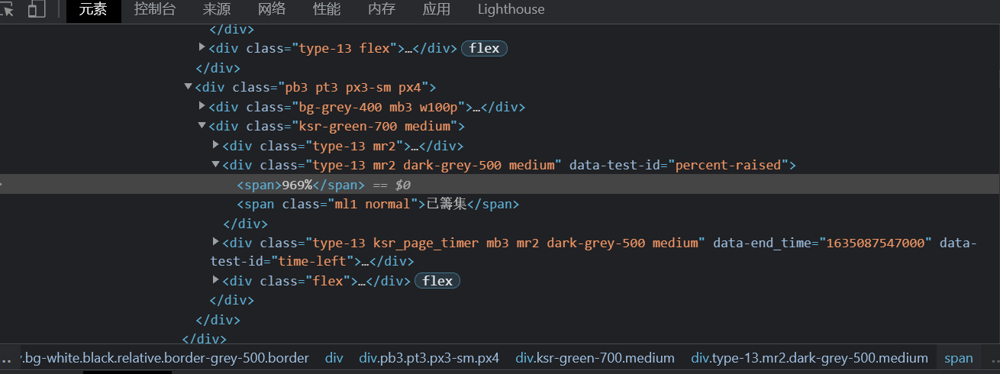 元素 控制台 来源 网络 性能 内存 应用 Lighthouse
</div>
<div class="type-13 flex">…</div> flex
</div>
<div class="pb3 pt3 px3-sm px4">
<div class="bg-grey-400 mb3 w100p">…</div>
<div class="ksr-green-700 medium">
<div class="type-13 mr2">…</div>
<div class="type-13 mr2 dark-grey-500 medium" data-test-id="percent-raised">
<span>969%</span> == $0
<span class="ml1 normal">已籌集</span>
</div>
<div class="type-13 ksr_page_timer mb3 mr2 dark-grey-500 medium" data-end_time="1635087547000" data-
test-id="time-left">…</div>
<div class="flex">…</div> flex
</div>
</div>
</div>
.bg-white.black.relative.border-grey-500.border div div.pb3.pt3.px3-sm.px4 div.ksr-green-700.medium div.type-13.mr2.dark-grey-500.medium span